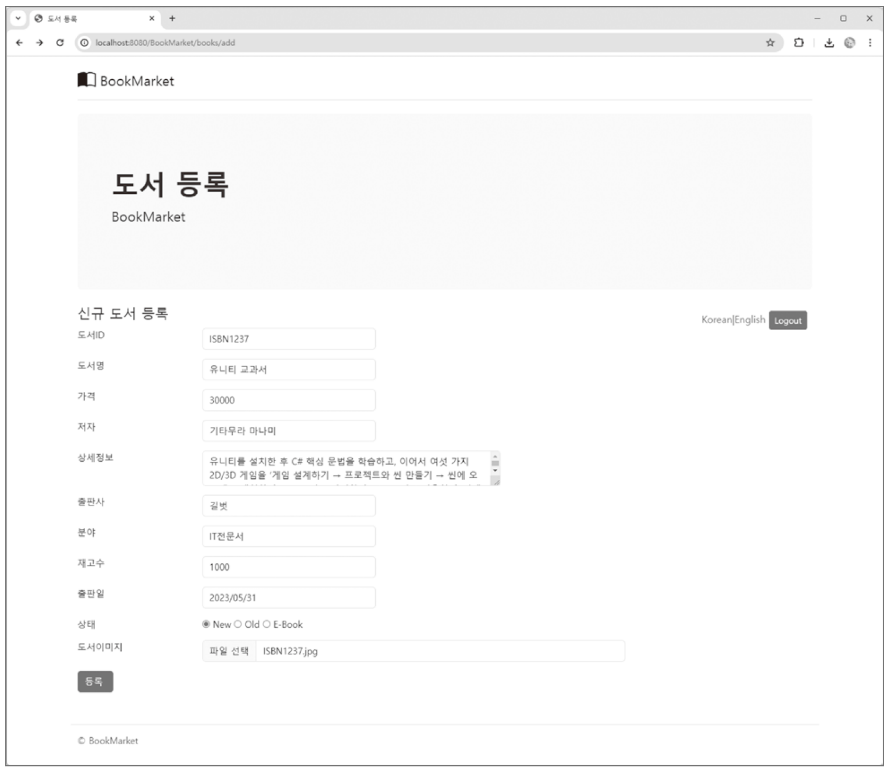 도서 등록
localhost:8080/BookMarket/books/add
BookMarket
도서 등록
BookMarket
신규 도서 등록
Korean|English Logout
도서ID ISBN1237
도서명 유니티 교과서
가격 30000
저자 기타무라 마나미
상세정보 유니티를 설치한 후 C# 핵심 문법을 학습하고, 이어서 여섯 가지
2D/3D 게임을 '게임 설계하기 → 프로젝트와 씬 만들기 → 씬에 오
출판사 길벗
분야 IT전문서
재고수 1000
출판일 2023/05/31
상태 New Old E-Book
도서이미지 파일 선택 ISBN1237.jpg
등록
© BookMarket